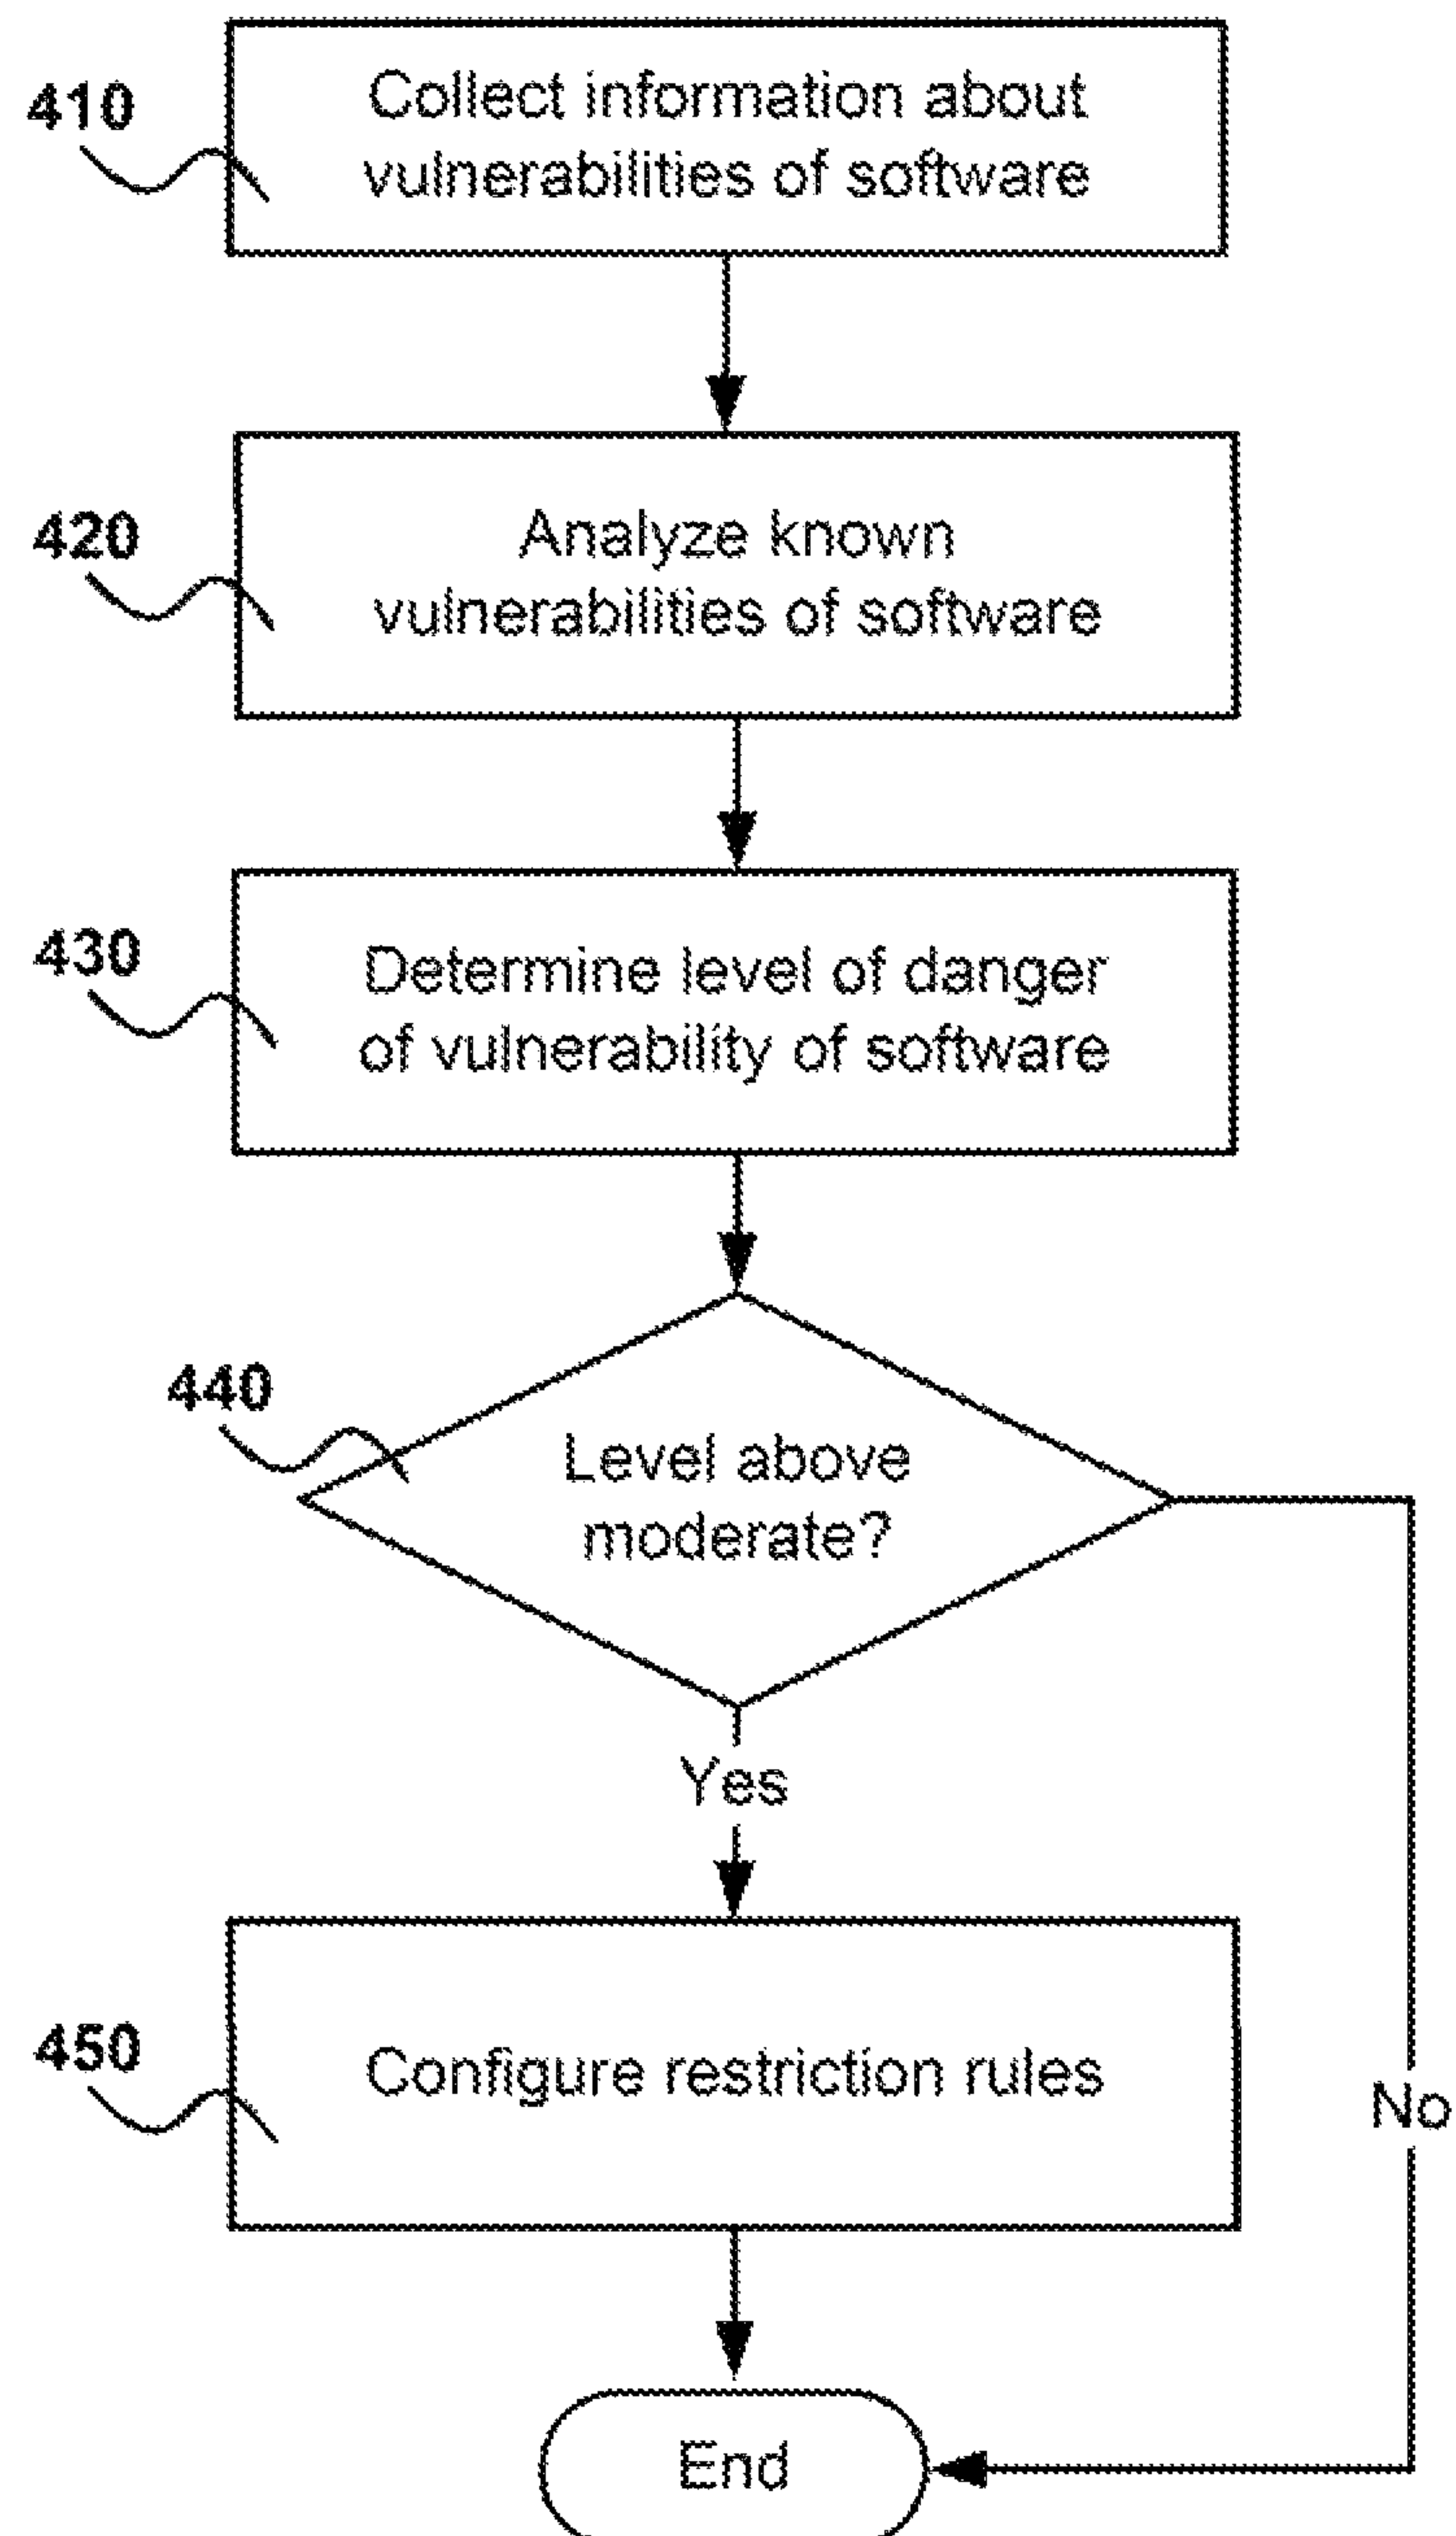 410
Collect information about
vulnerabilities of software
420
Analyze known
vulnerabilities of software
430
Determine level of danger
of vulnerability of software
440
Level above
moderate?
Yes
450
Configure restriction rules
No
End